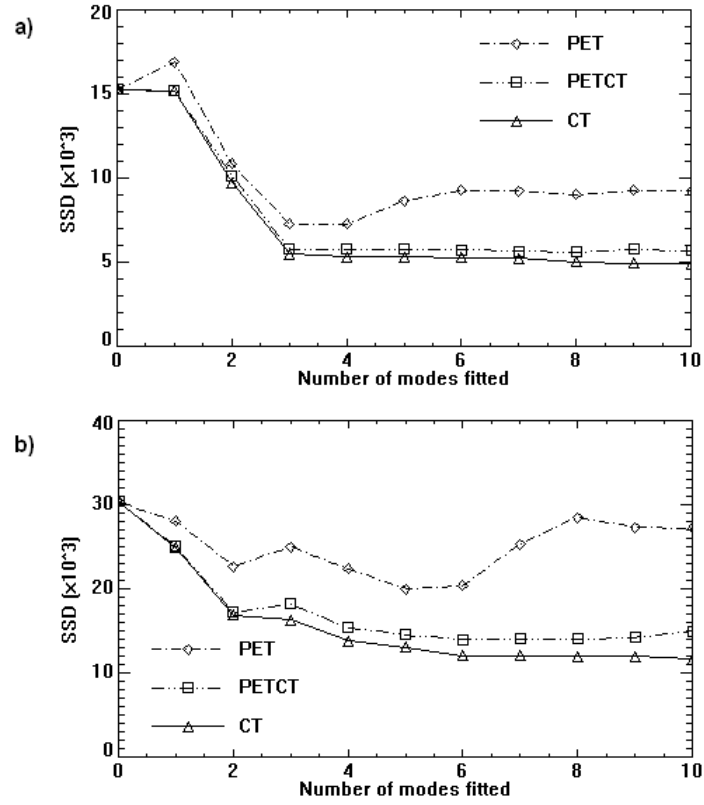 a)
20
15
10
5
0
SSD [×10^3]
PET
PETCT
CT
0 2 4 6 8 10
Number of modes fitted
b)
40
30
20
10
0
SSD [×10^3]
PET
PETCT
CT
0 2 4 6 8 10
Number of modes fitted